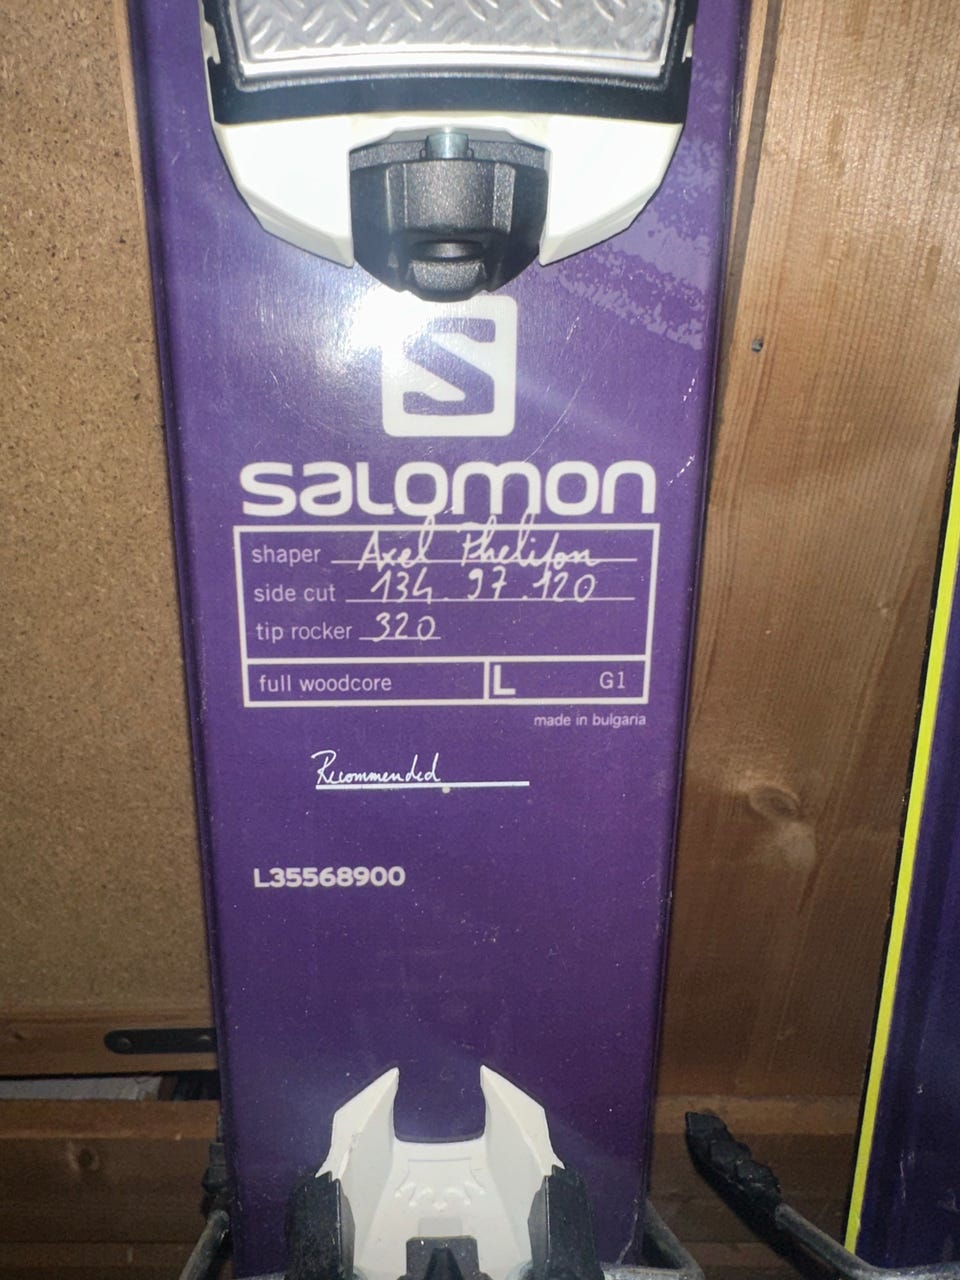 S
salomon
shaper Axel Phelipon
side cut 134.97.120
tip rocker 320
full woodcore L G1
made in bulgaria
Recommended
L35568900